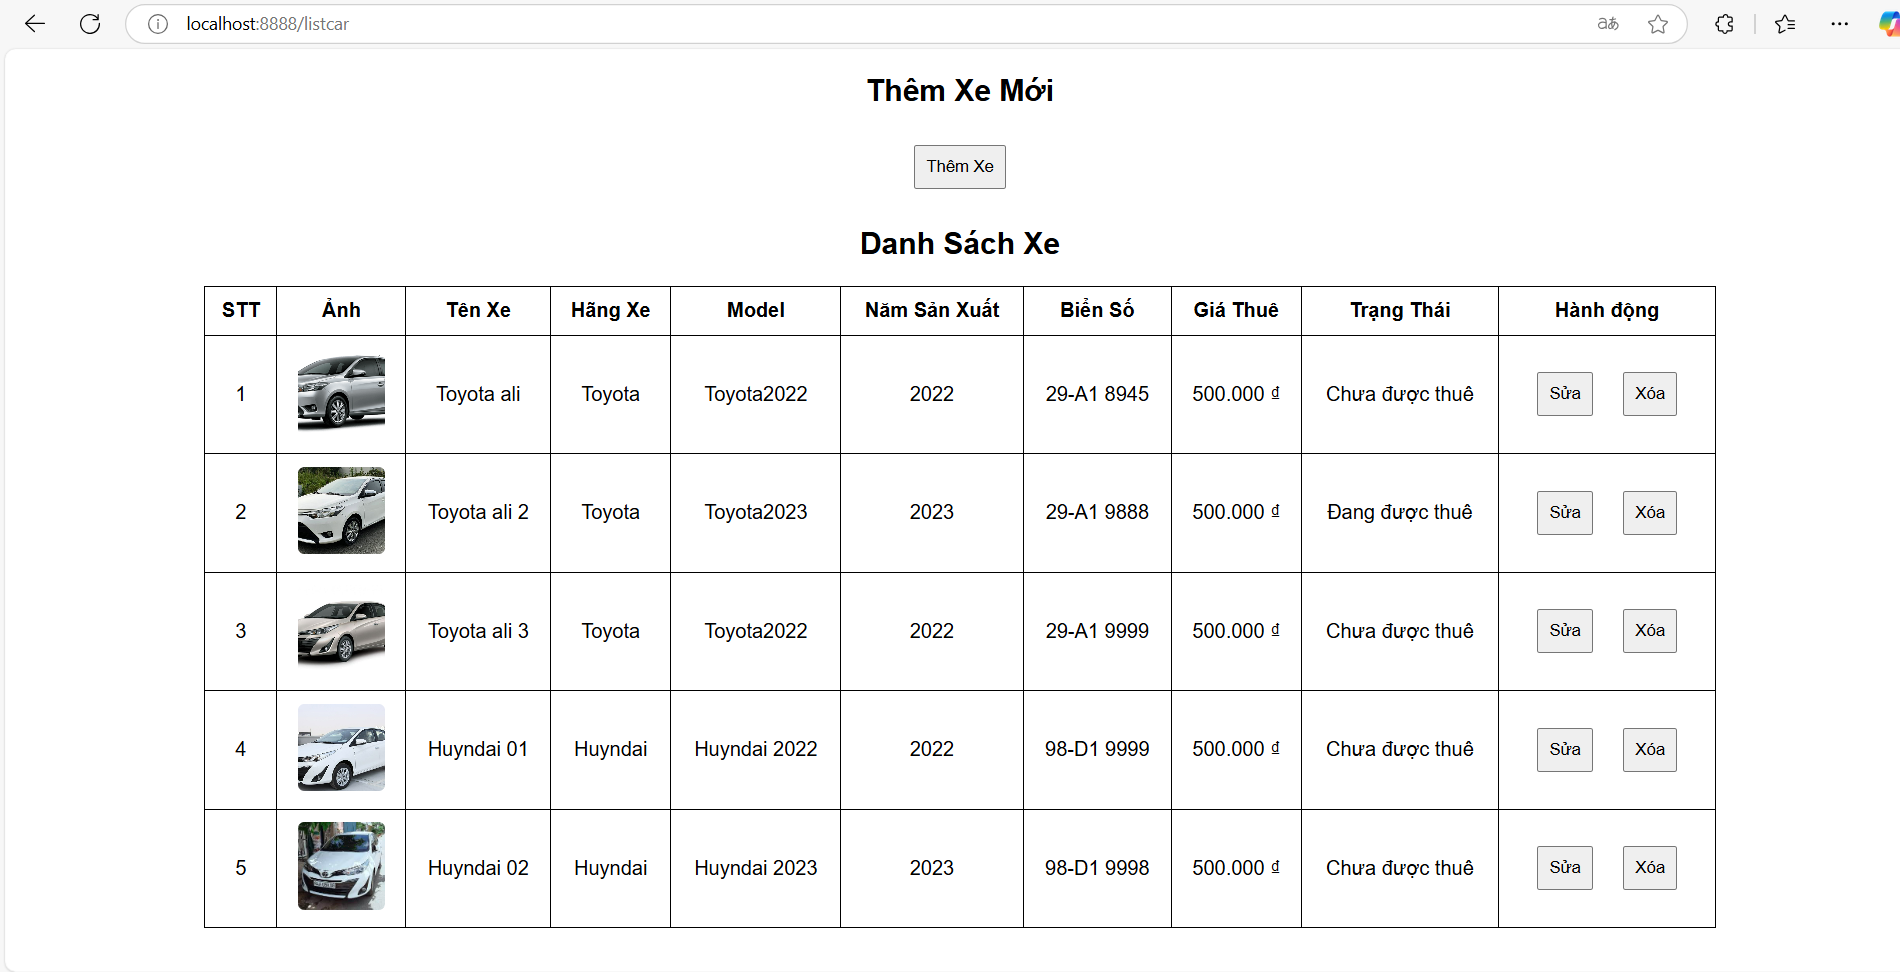 localhost:8888/listcar
Thêm Xe Mới
Thêm Xe
Danh Sách Xe
STT Ảnh Tên Xe Hãng Xe Model Năm Sản Xuất Biển Số Giá Thuê Trạng Thái Hành động
1 Toyota ali Toyota Toyota2022 2022 29-A1 8945 500.000 ₫ Chưa được thuê Sửa Xóa
2 Toyota ali 2 Toyota Toyota2023 2023 29-A1 9888 500.000 ₫ Đang được thuê Sửa Xóa
3 Toyota ali 3 Toyota Toyota2022 2022 29-A1 9999 500.000 ₫ Chưa được thuê Sửa Xóa
4 Huyndai 01 Huyndai Huyndai 2022 2022 98-D1 9999 500.000 ₫ Chưa được thuê Sửa Xóa
5 Huyndai 02 Huyndai Huyndai 2023 2023 98-D1 9998 500.000 ₫ Chưa được thuê Sửa Xóa